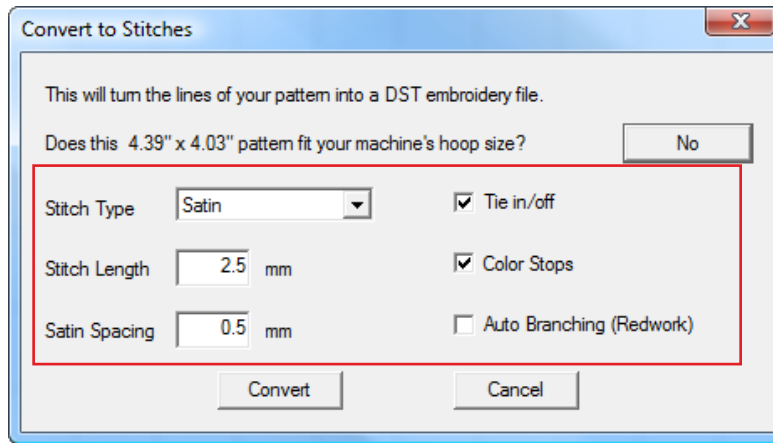 Convert to Stitches
This will turn the lines of your pattern into a DST embroidery file.
Does this 4.39" x 4.03" pattern fit your machine's hoop size? No
Stitch Type Satin Tie in/off
Stitch Length 2.5 mm Color Stops
Satin Spacing 0.5 mm Auto Branching (Redwork)
Convert Cancel